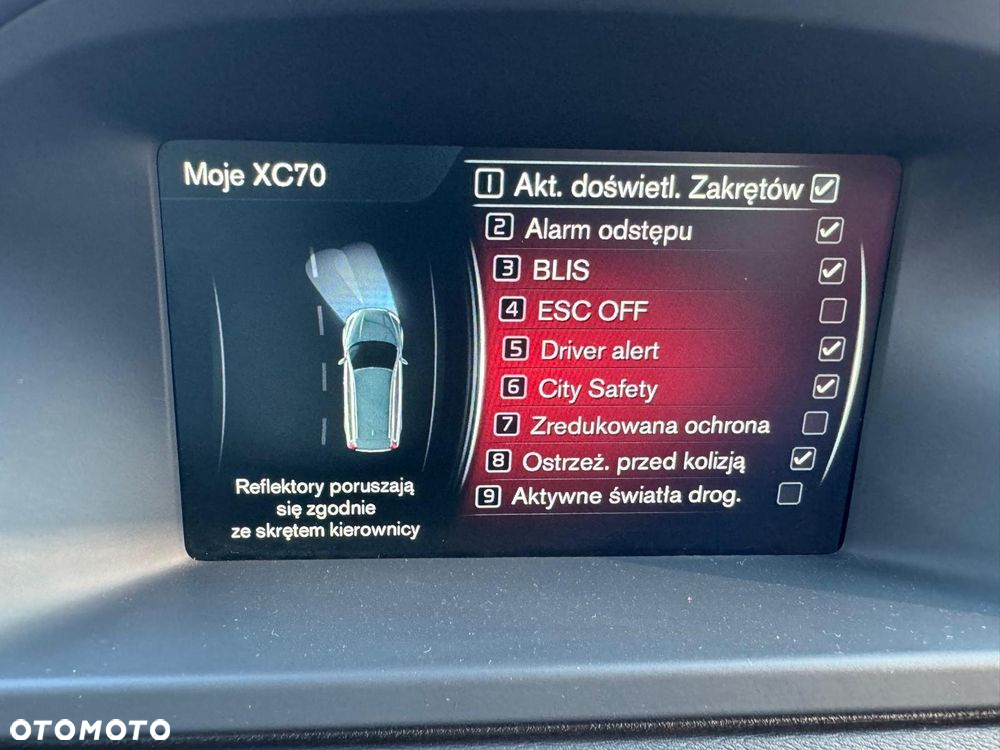 Moje XC70
1 Akt. doświetl. Zakrętów
2 Alarm odstępu
3 BLIS
4 ESC OFF
5 Driver alert
6 City Safety
7 Zredukowana ochrona
8 Ostrzeż. przed kolizją
9 Aktywne światła drog.
Reflektory poruszają
się zgodnie
ze skrętem kierownicy
OTOMOTO